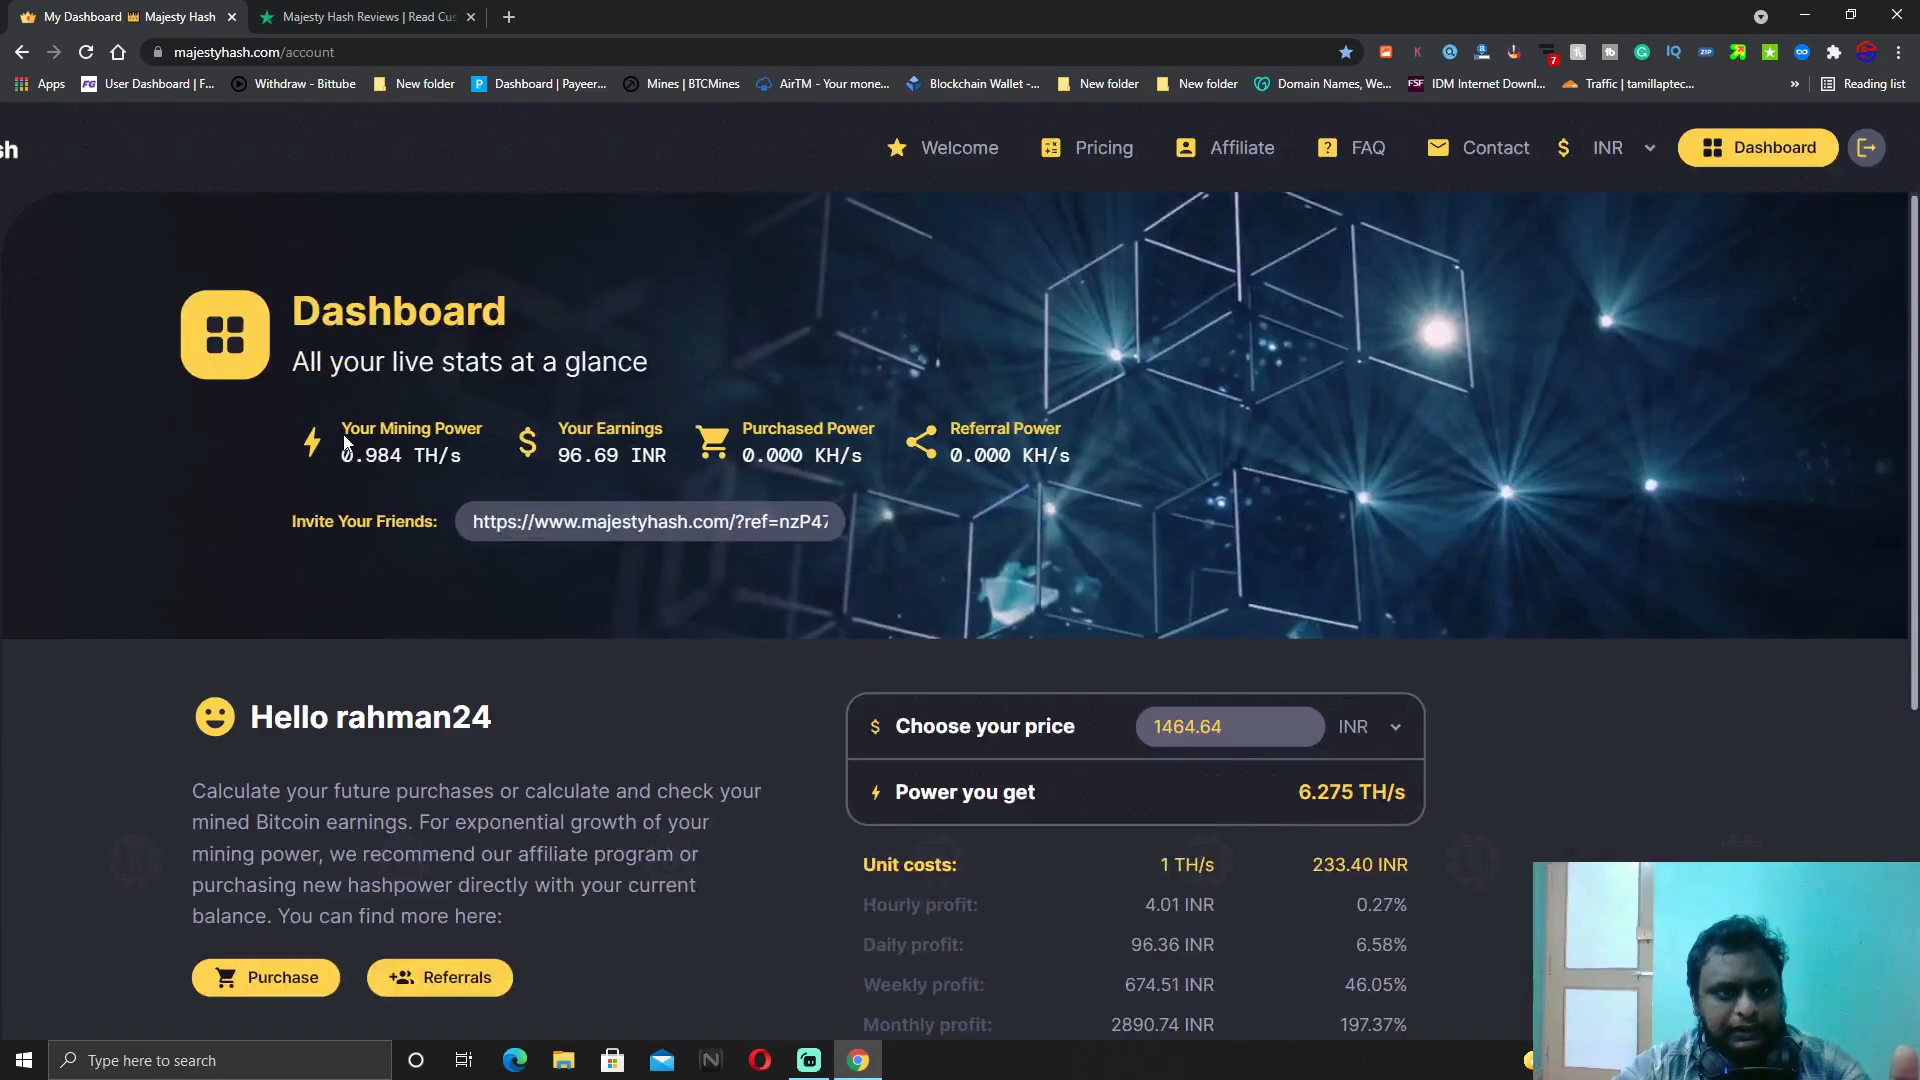 My Dashboard 👑 Majesty Hash
Majesty Hash Reviews | Read Cus
majestyhash.com/account
7
Apps
User Dashboard | F...
Withdraw - Bittube
New folder
Dashboard | Payeer...
Mines | BTCMines
AirTM - Your mone...
Blockchain Wallet -...
New folder
New folder
Domain Names, We...
IDM Internet Downl...
Traffic | tamillaptec...
»
Reading list
sh
Welcome
Pricing
Affiliate
FAQ
Contact
$ INR
Dashboard
Dashboard
All your live stats at a glance
Your Mining Power
0.984 TH/s
Your Earnings
96.69 INR
Purchased Power
0.000 KH/s
Referral Power
0.000 KH/s
Invite Your Friends:
https://www.majestyhash.com/?ref=nzP47
Hello rahman24
Calculate your future purchases or calculate and check your
mined Bitcoin earnings. For exponential growth of your
mining power, we recommend our affiliate program or
purchasing new hashpower directly with your current
balance. You can find more here:
Purchase
Referrals
$ Choose your price 1464.64 INR
Power you get 6.275 TH/s
Unit costs: 1 TH/s 233.40 INR
Hourly profit: 4.01 INR 0.27%
Daily profit: 96.36 INR 6.58%
Weekly profit: 674.51 INR 46.05%
Monthly profit: 2890.74 INR 197.37%
Type here to search